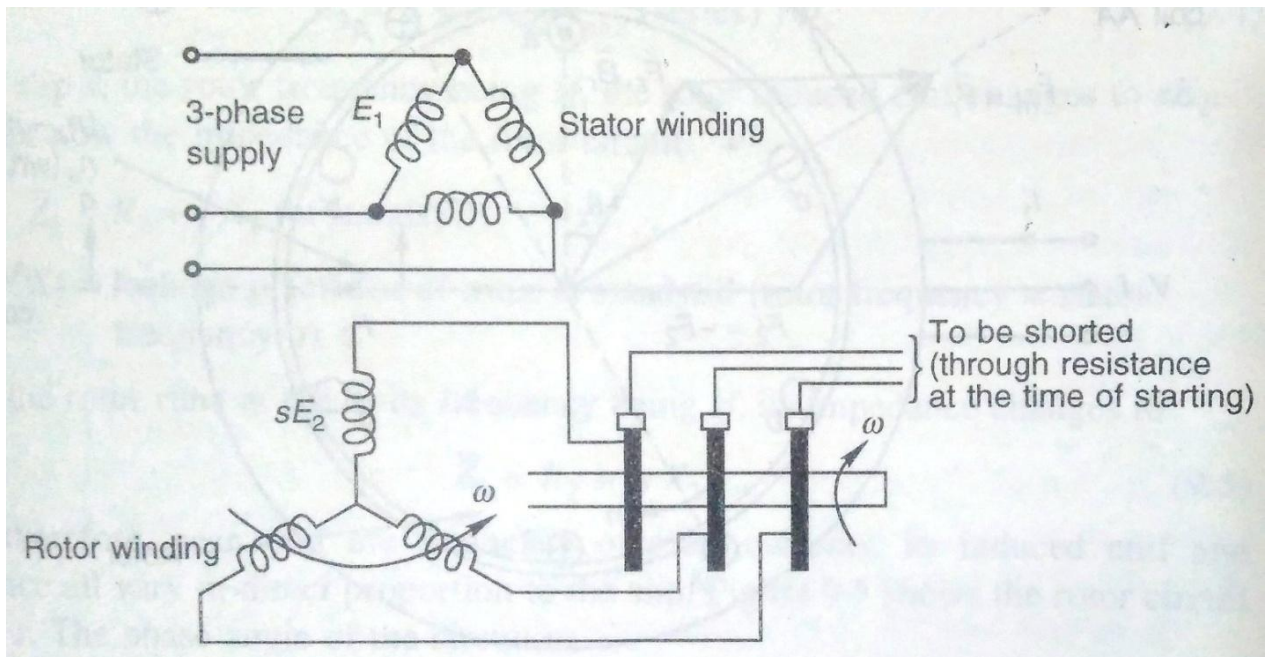 3-phase
supply
E₁
Stator winding
To be shorted
(through resistance
at the time of starting)
sE₂
ω
ω
Rotor winding